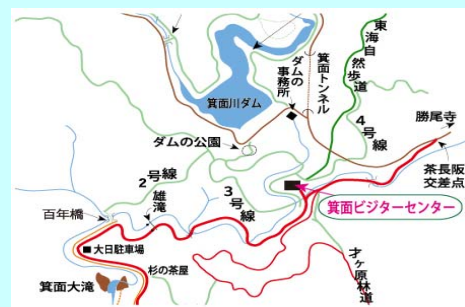 東海自然歩道
箕面トンネル
ダムの事務所
箕面川ダム
勝尾寺
4号線
ダムの公園
茶長阪
交差点
2号線
雄滝
3号線
箕面ビジターセンター
百年橋
大日駐車場
杉の茶屋
才ヶ原林道
箕面大滝